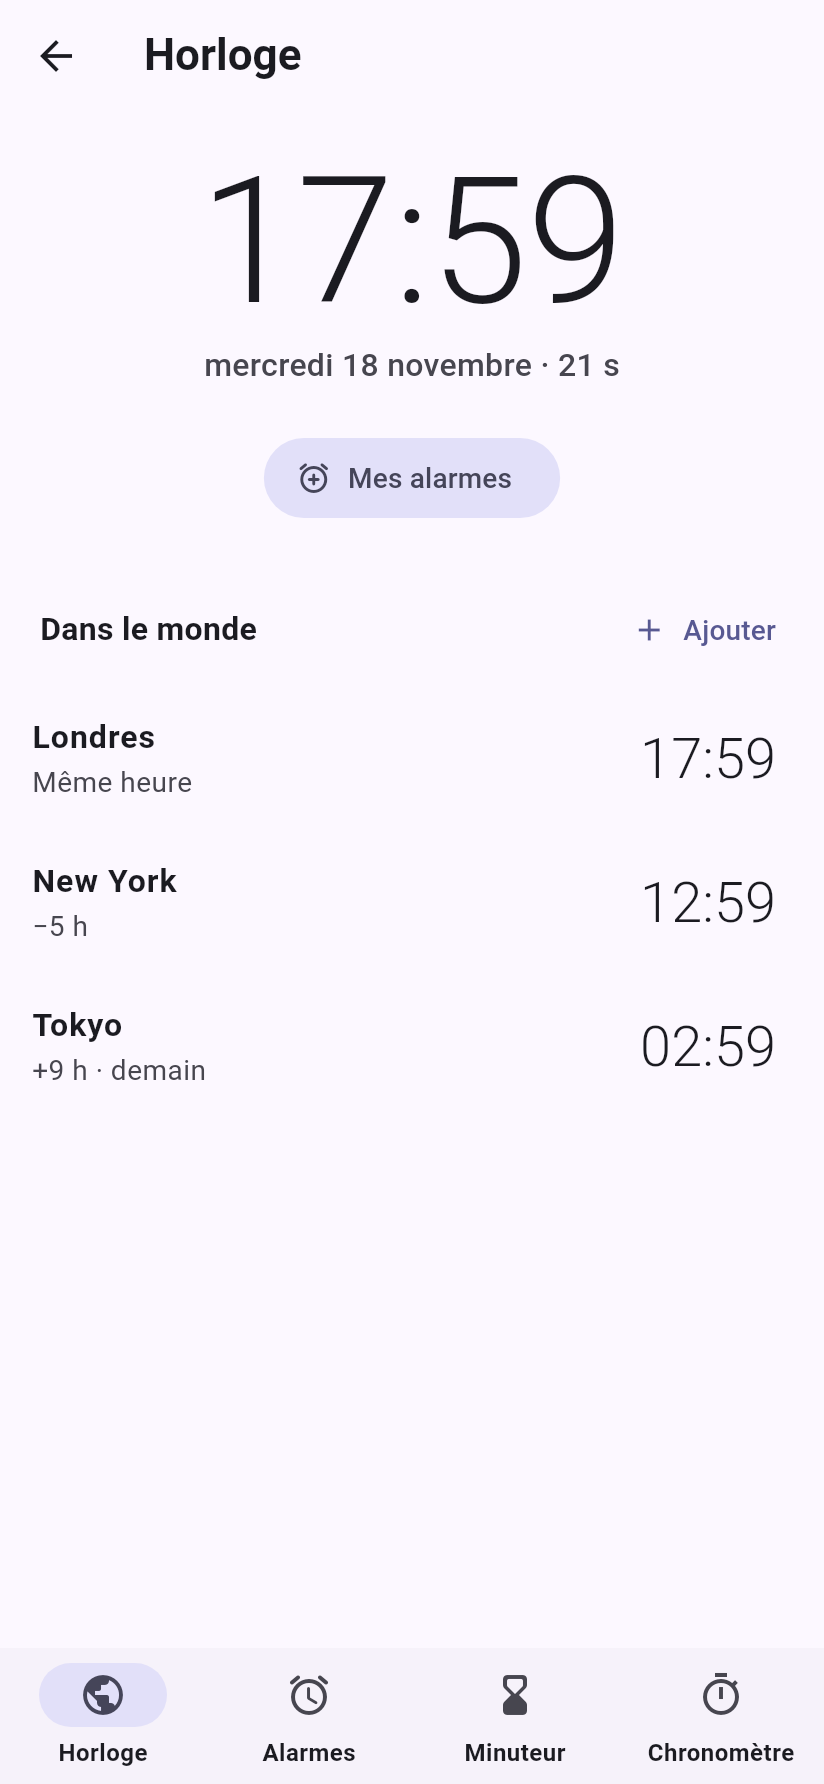 Horloge
17:59
mercredi 18 novembre · 21 s
Mes alarmes
Dans le monde
Ajouter
Londres
Même heure
17:59
New York
−5 h
12:59
Tokyo
+9 h · demain
02:59
Horloge
Alarmes
Minuteur
Chronomètre